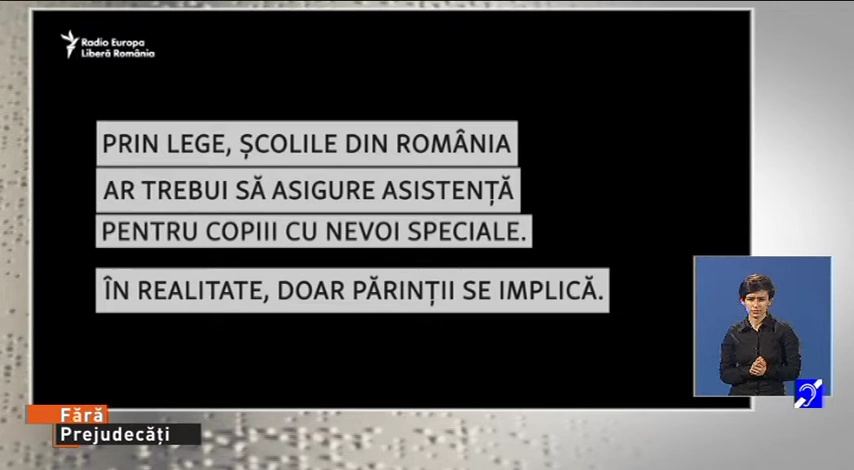 Radio Europa
Liberă România
PRIN LEGE, ȘCOLILE DIN ROMÂNIA
AR TREBUI SĂ ASIGURE ASISTENȚĂ
PENTRU COPIII CU NEVOI SPECIALE.
ÎN REALITATE, DOAR PĂRINȚII SE IMPLICĂ.
Fără
Prejudecăți